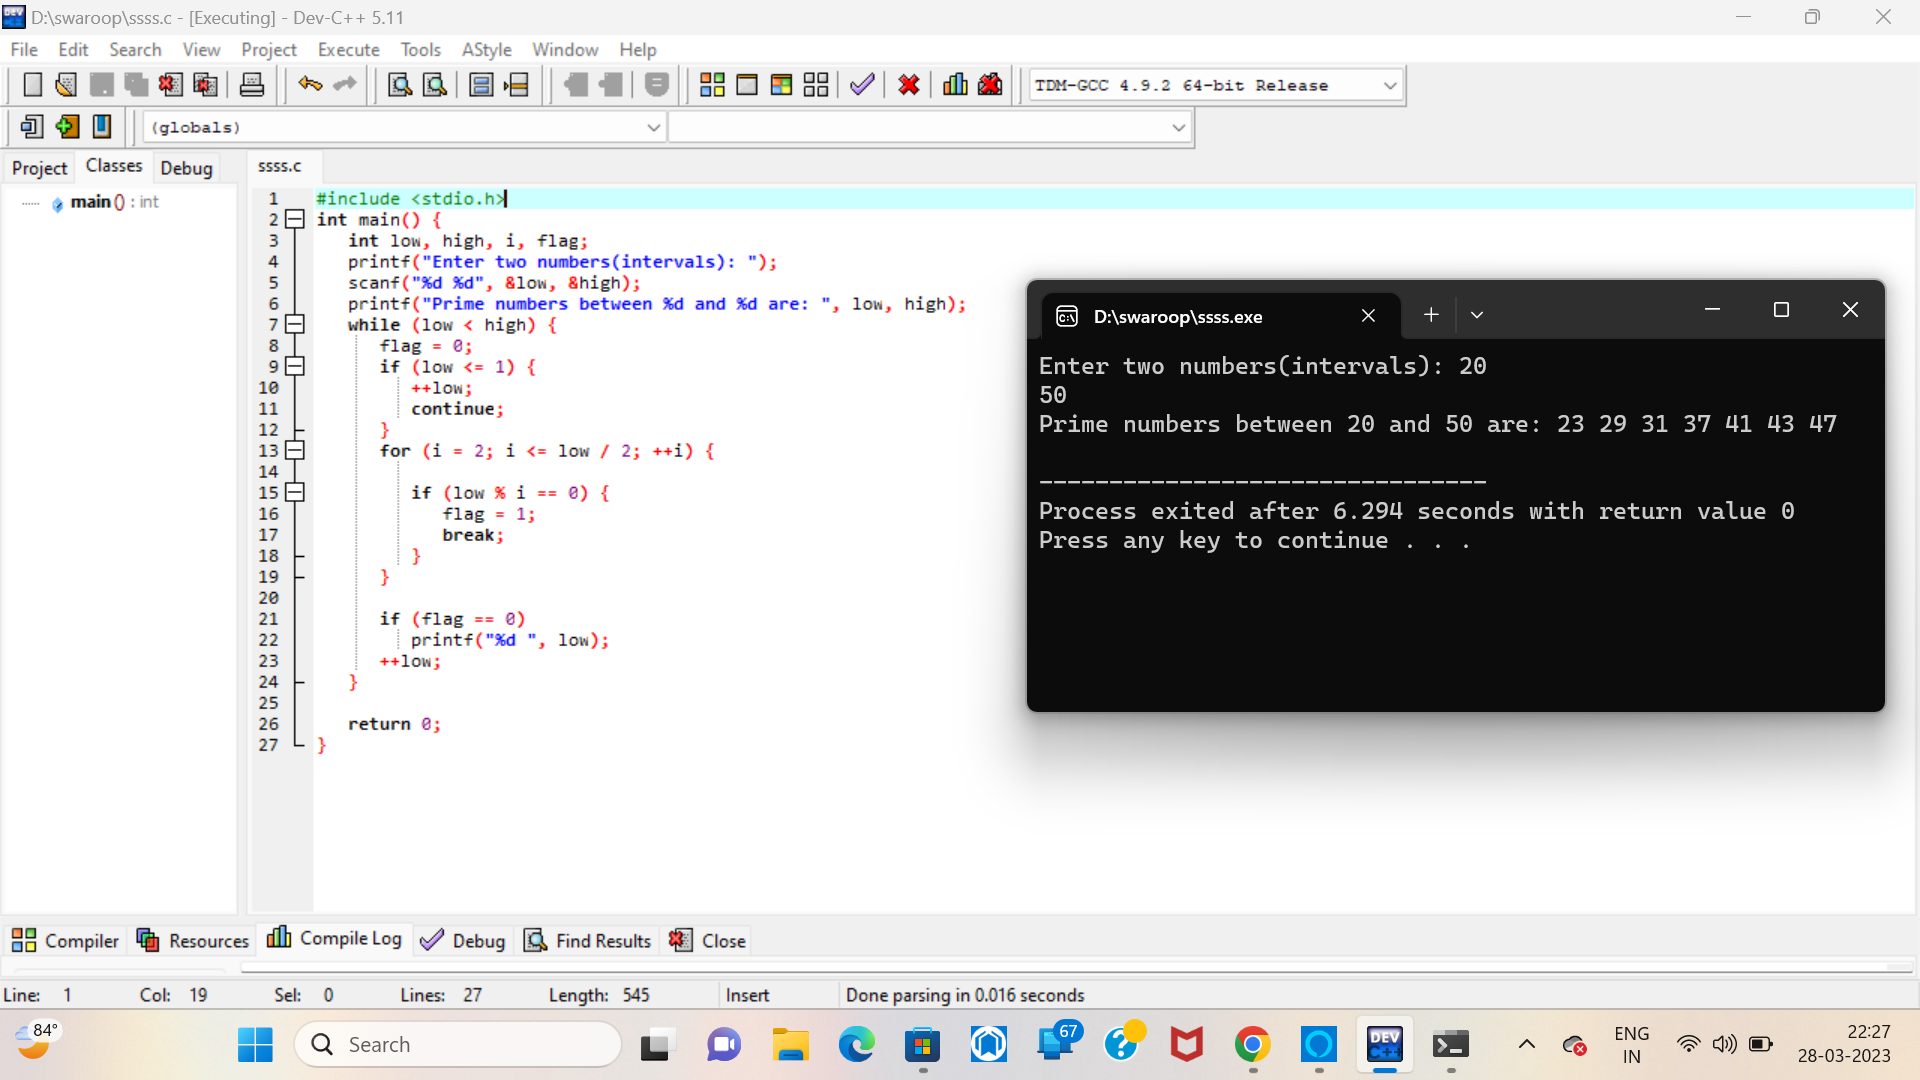 D:\swaroop\ssss.c - [Executing] - Dev-C++ 5.11
File Edit Search View Project Execute Tools AStyle Window Help
TDM-GCC 4.9.2 64-bit Release
(globals)
Project Classes Debug
ssss.c
main () : int
1 #include <stdio.h>
2 int main() {
3 int low, high, i, flag;
4 printf("Enter two numbers(intervals): ");
5 scanf("%d %d", &low, &high);
6 printf("Prime numbers between %d and %d are: ", low, high);
7 while (low < high) {
8 flag = 0;
9 if (low <= 1) {
10 ++low;
11 continue;
12 }
13 for (i = 2; i <= low / 2; ++i) {
14
15 if (low % i == 0) {
16 flag = 1;
17 break;
18 }
19 }
20
21 if (flag == 0)
22 printf("%d ", low);
23 ++low;
24 }
25
26 return 0;
27 }
D:\swaroop\ssss.exe
Enter two numbers(intervals): 20
50
Prime numbers between 20 and 50 are: 23 29 31 37 41 43 47
--------------------------------
Process exited after 6.294 seconds with return value 0
Press any key to continue . . .
Compiler Resources Compile Log Debug Find Results Close
Line: 1 Col: 19 Sel: 0 Lines: 27 Length: 545 Insert Done parsing in 0.016 seconds
84°
Search
67
DEV
C++
ENG
IN
22:27
28-03-2023